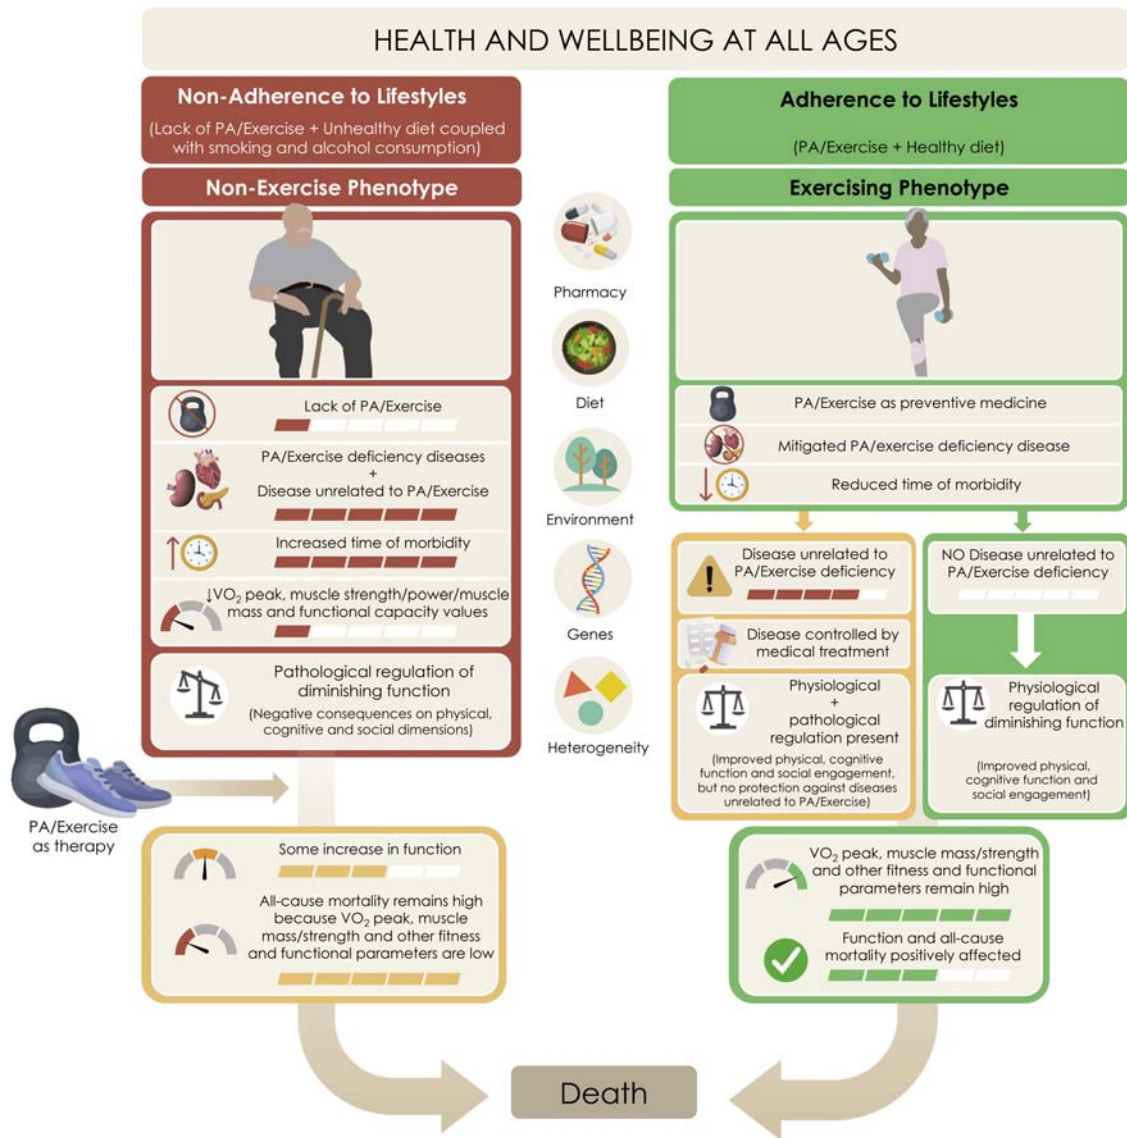 HEALTH AND WELLBEING AT ALL AGES
Non-Adherence to Lifestyles
(Lack of PA/Exercise + Unhealthy diet coupled
with smoking and alcohol consumption)
Non-Exercise Phenotype
Lack of PA/Exercise
PA/Exercise deficiency diseases
+
Disease unrelated to PA/Exercise
Increased time of morbidity
↓VO₂ peak, muscle strength/power/muscle
mass and functional capacity values
Pathological regulation of
diminishing function
(Negative consequences on physical,
cognitive and social dimensions)
PA/Exercise
as therapy
Some increase in function
All-cause mortality remains high
because VO₂ peak, muscle
mass/strength and other fitness
and functional parameters are low
Pharmacy
Diet
Environment
Genes
Heterogeneity
Adherence to Lifestyles
(PA/Exercise + Healthy diet)
Exercising Phenotype
PA/Exercise as preventive medicine
Mitigated PA/exercise deficiency disease
Reduced time of morbidity
Disease unrelated to
PA/Exercise deficiency
Disease controlled by
medical treatment
Physiological
+
pathological
regulation present
(Improved physical, cognitive
function and social engagement,
but no protection against diseases
unrelated to PA/Exercise)
NO Disease unrelated to
PA/Exercise deficiency
Physiological
regulation of
diminishing function
(Improved physical,
cognitive function and
social engagement)
VO₂ peak, muscle mass/strength
and other fitness and functional
parameters remain high
Function and all-cause
mortality positively affected
Death